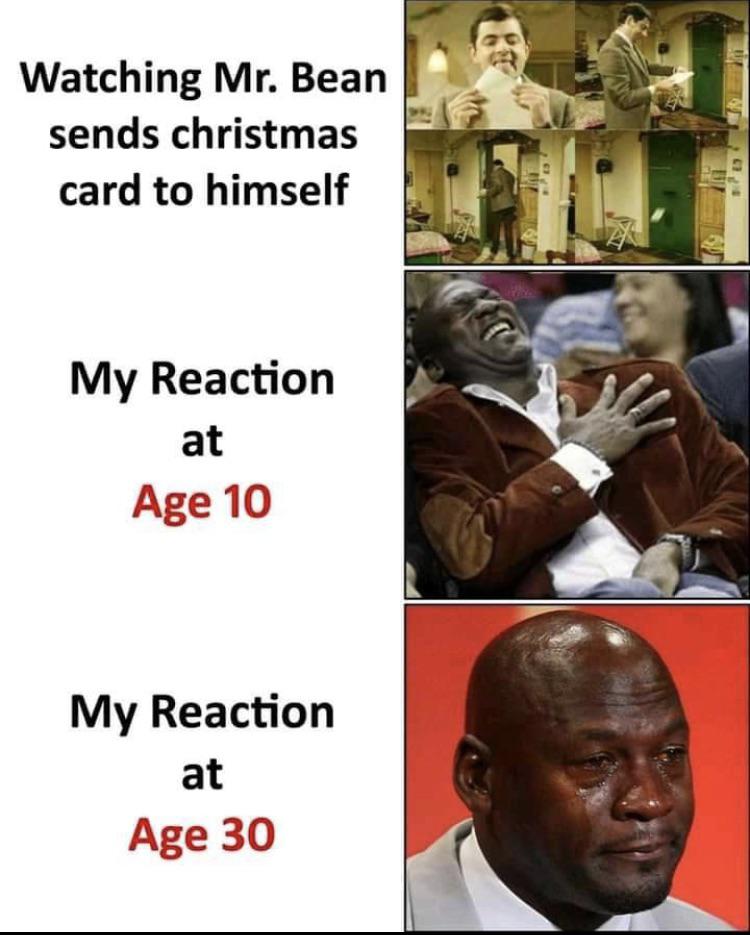 Watching Mr. Bean
sends christmas
card to himself
My Reaction
at
Age 10
My Reaction
at
Age 30